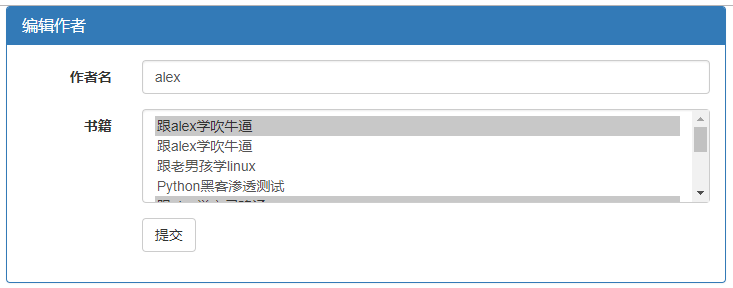 编辑作者
作者名
alex
书籍
跟alex学吹牛逼
跟alex学吹牛逼
跟老男孩学linux
Python黑客渗透测试
提交